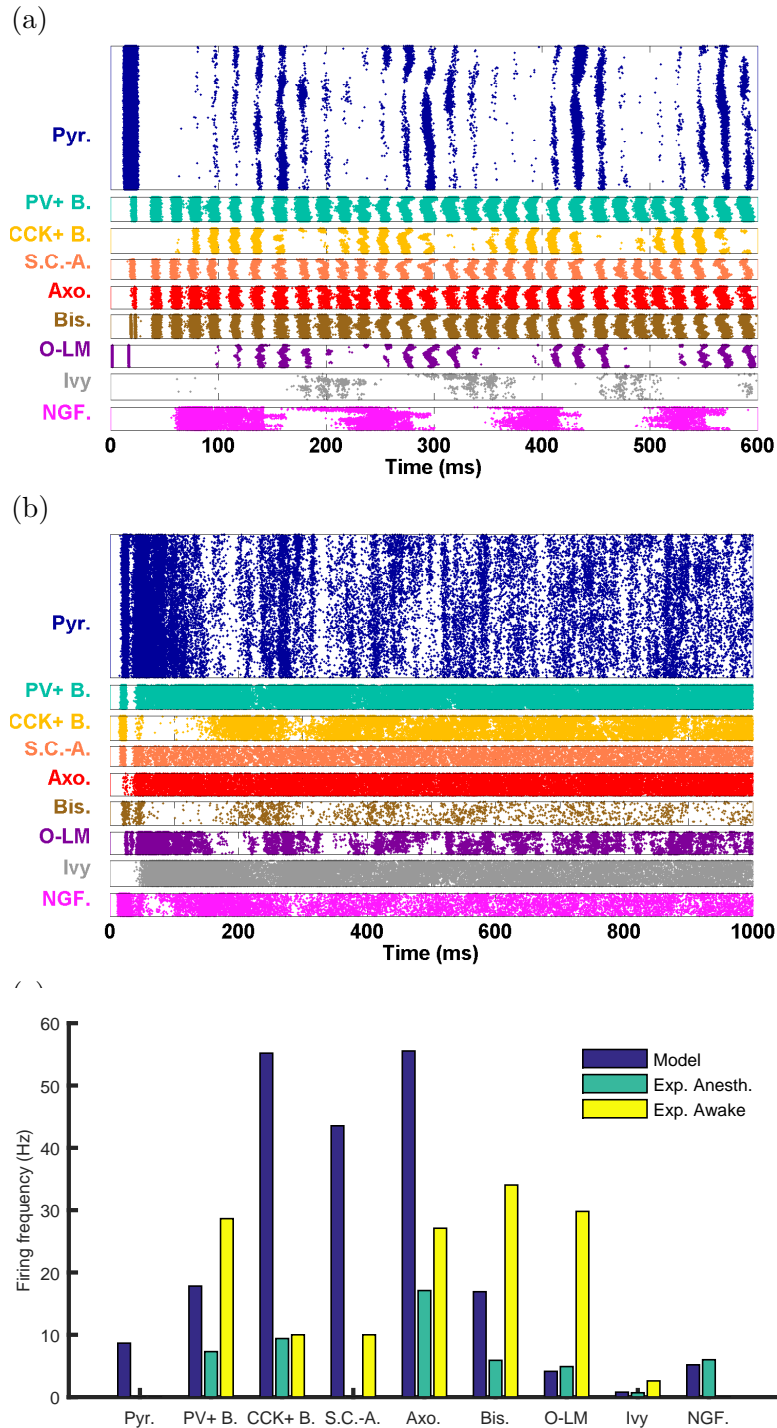 (a)
Pyr.
PV+ B.
CCK+ B.
S.C.-A.
Axo.
Bis.
O-LM
Ivy
NGF.
0 100 200 300 400 500 600
Time (ms)
(b)
Pyr.
PV+ B.
CCK+ B.
S.C.-A.
Axo.
Bis.
O-LM
Ivy
NGF.
0 200 400 600 800 1000
Time (ms)
60
50
40
30
20
10
0
Firing frequency (Hz)
Model
Exp. Anesth.
Exp. Awake
Pyr. PV+ B. CCK+ B. S.C.-A. Axo. Bis. O-LM Ivy NGF.